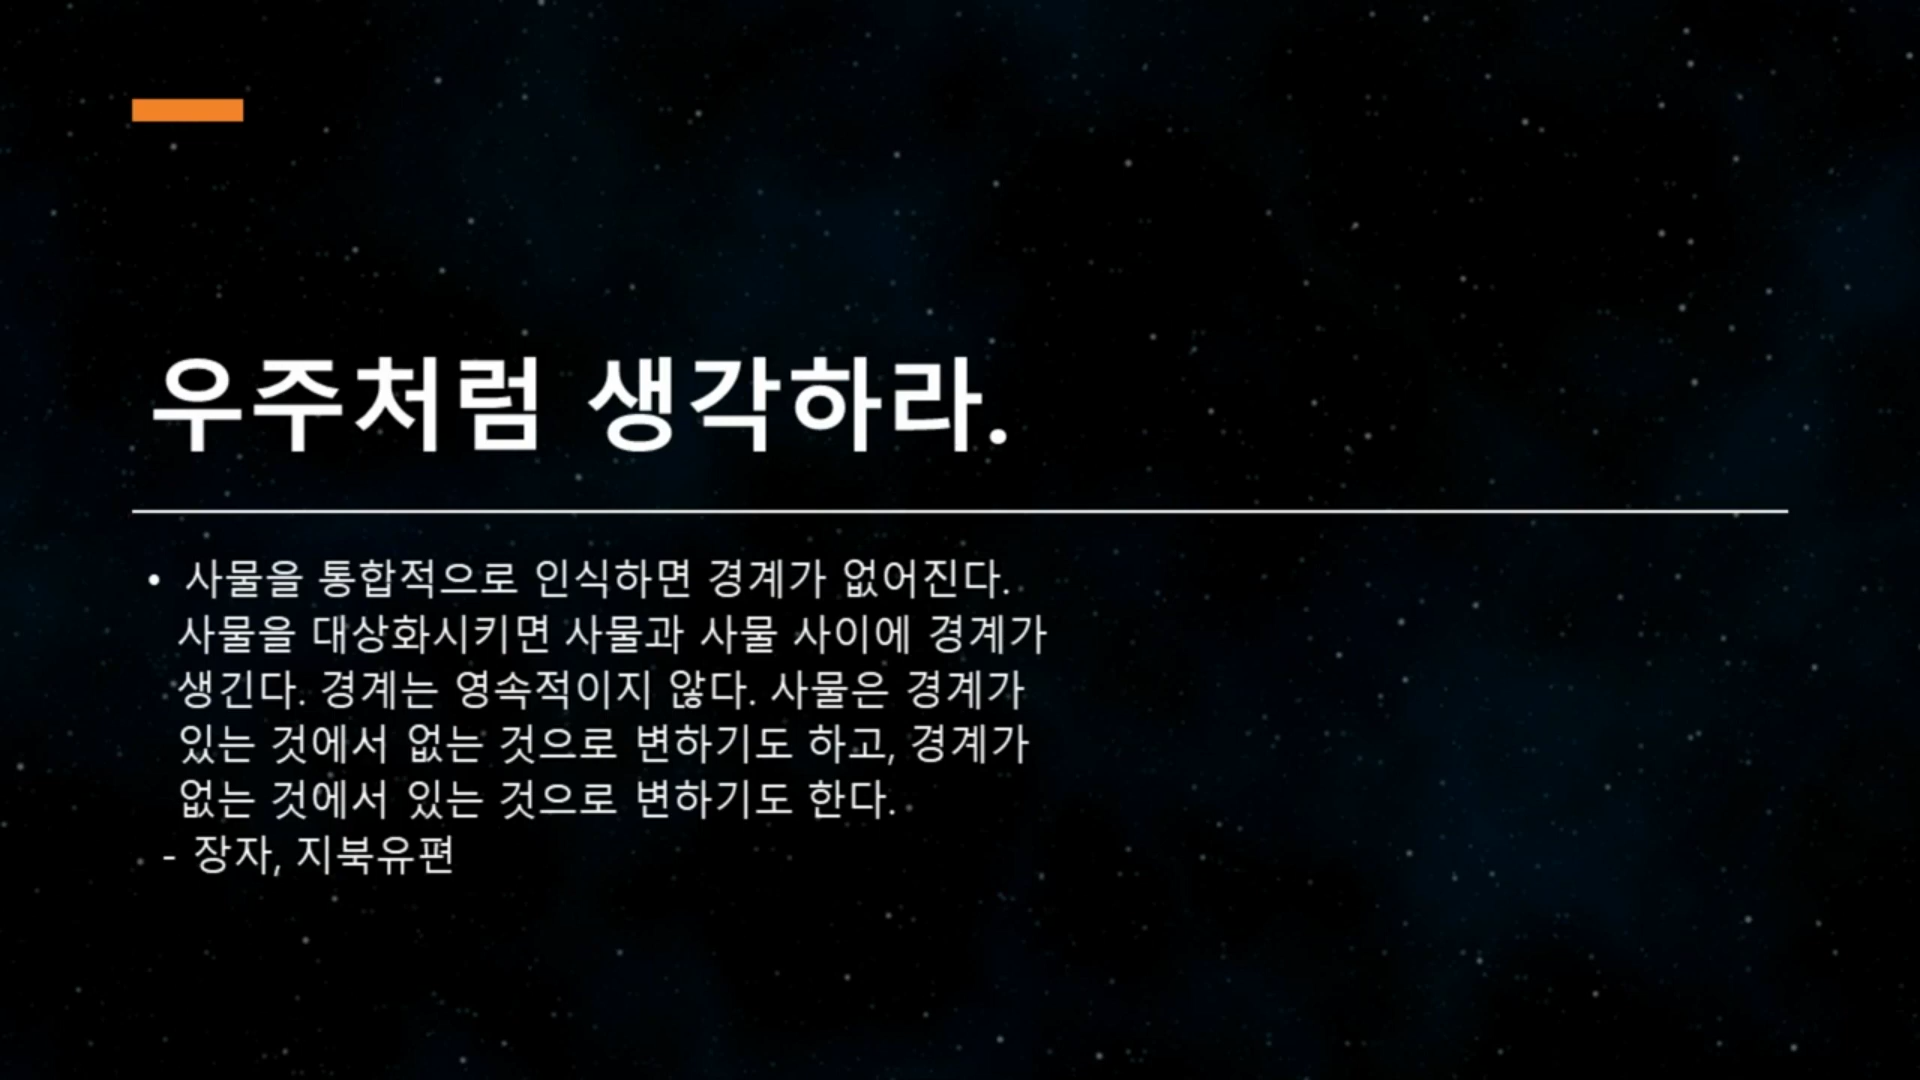 우주처럼 생각하라.
• 사물을 통합적으로 인식하면 경계가 없어진다.
사물을 대상화시키면 사물과 사물 사이에 경계가
생긴다. 경계는 영속적이지 않다. 사물은 경계가
있는 것에서 없는 것으로 변하기도 하고, 경계가
없는 것에서 있는 것으로 변하기도 한다.
- 장자, 지북유편